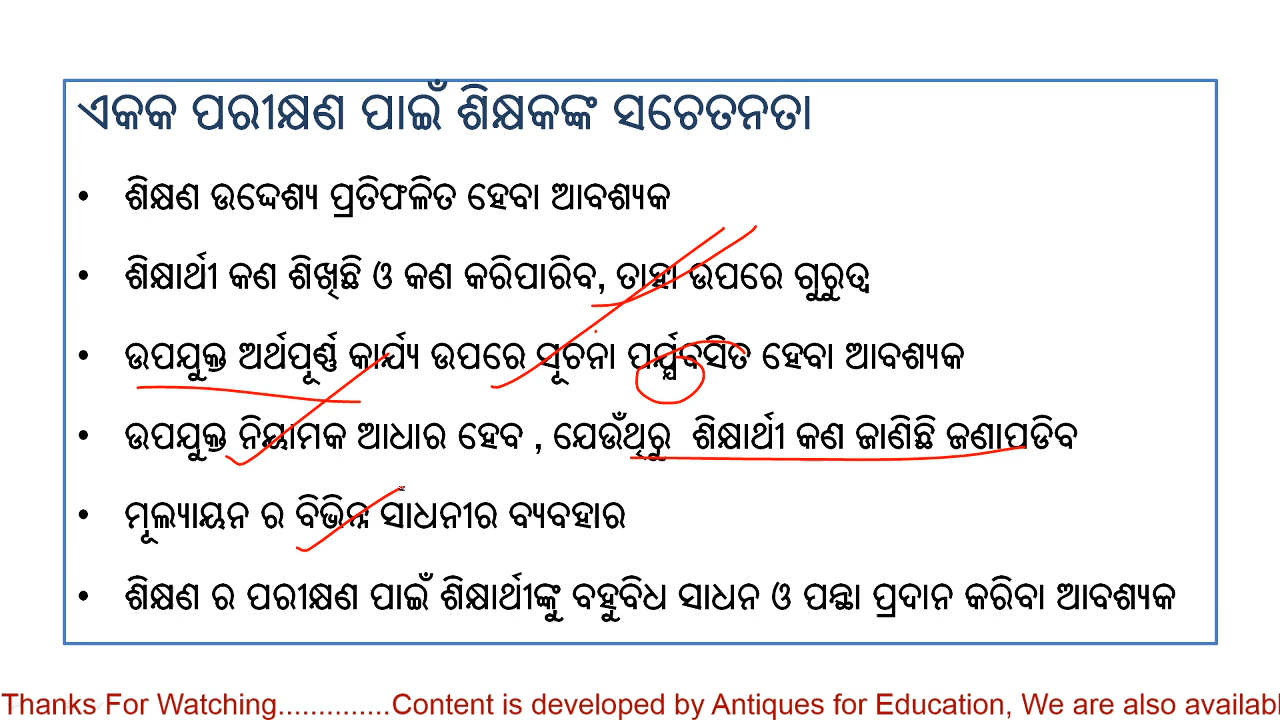 ଏକକ ପରୀକ୍ଷଣ ପାଇଁ ଶିକ୍ଷକଙ୍କ ସଚେତନତା
• ଶିକ୍ଷଣ ଉଦ୍ଦେଶ୍ୟ ପ୍ରତିଫଳିତ ହେବା ଆବଶ୍ୟକ
• ଶିକ୍ଷାର୍ଥୀ କଣ ଶିଖିଛି ଓ କଣ କରିପାରିବ, ତାହା ଉପରେ ଗୁରୁତ୍ୱ
• ଉପଯୁକ୍ତ ଅର୍ଥପୂର୍ଣ୍ଣ କାର୍ଯ୍ୟ ଉପରେ ସୂଚନା ପର୍ଯ୍ଯବସିତ ହେବା ଆବଶ୍ୟକ
• ଉପଯୁକ୍ତ ନିୟାମକ ଆଧାର ହେବ , ଯେଉଁଥିରୁ ଶିକ୍ଷାର୍ଥୀ କଣ ଜାଣିଛି ଜଣାପଡିବ
• ମୂଲ୍ୟାୟନ ର ବିଭିନ୍ନ ସାଧନୀର ବ୍ୟବହାର
• ଶିକ୍ଷଣ ର ପରୀକ୍ଷଣ ପାଇଁ ଶିକ୍ଷାର୍ଥୀଙ୍କୁ ବହୁବିଧ ସାଧନ ଓ ପନ୍ଥା ପ୍ରଦାନ କରିବା ଆବଶ୍ୟକ
Thanks For Watching..............Content is developed by Antiques for Education, We are also availabl